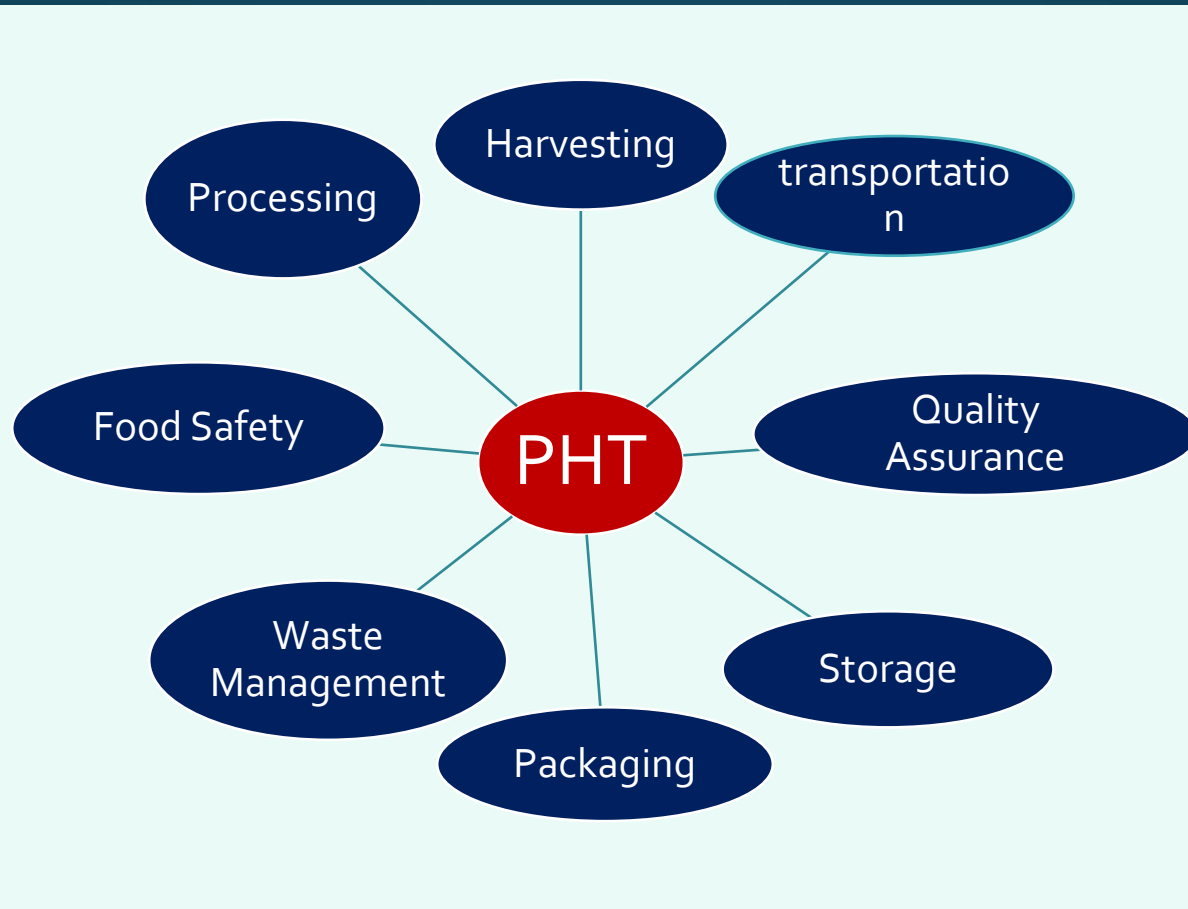 Harvesting
transportatio
n
Processing
Quality
Assurance
Food Safety
PHT
Waste
Management
Storage
Packaging